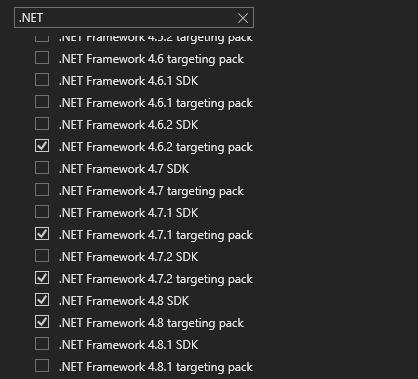 .NET
.NET Framework 4.5.2 targeting pack
.NET Framework 4.6 targeting pack
.NET Framework 4.6.1 SDK
.NET Framework 4.6.1 targeting pack
.NET Framework 4.6.2 SDK
.NET Framework 4.6.2 targeting pack
.NET Framework 4.7 SDK
.NET Framework 4.7 targeting pack
.NET Framework 4.7.1 SDK
.NET Framework 4.7.1 targeting pack
.NET Framework 4.7.2 SDK
.NET Framework 4.7.2 targeting pack
.NET Framework 4.8 SDK
.NET Framework 4.8 targeting pack
.NET Framework 4.8.1 SDK
.NET Framework 4.8.1 targeting pack